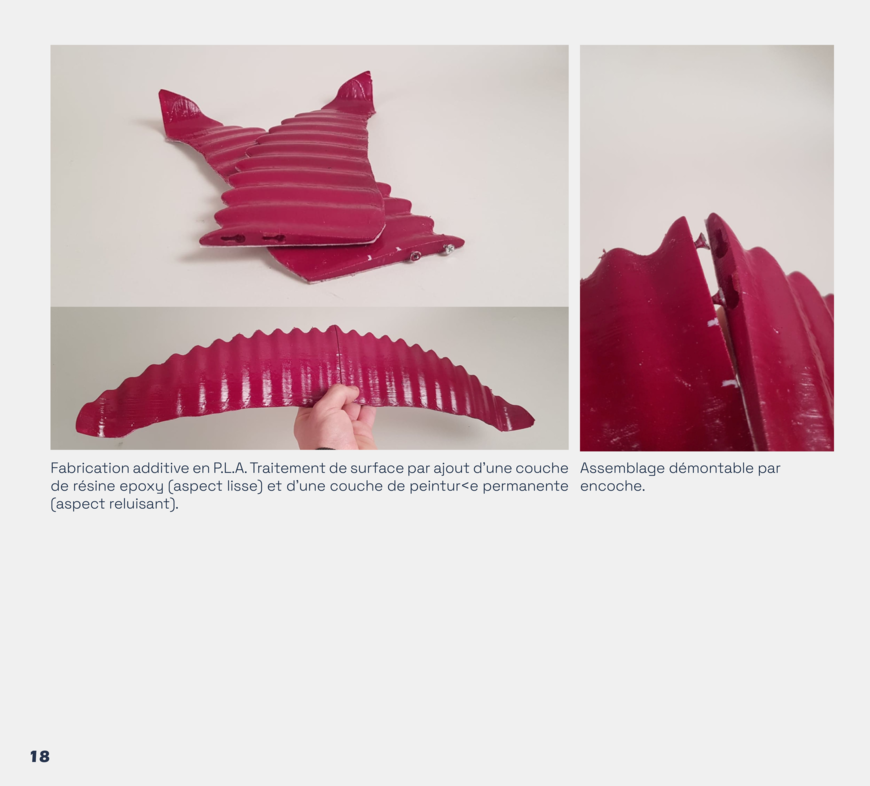 Fabrication additive en P.L.A. Traitement de surface par ajout d'une couche
de résine epoxy (aspect lisse) et d'une couche de peintur<e permanente
(aspect reluisant).
Assemblage démontable par
encoche.
18